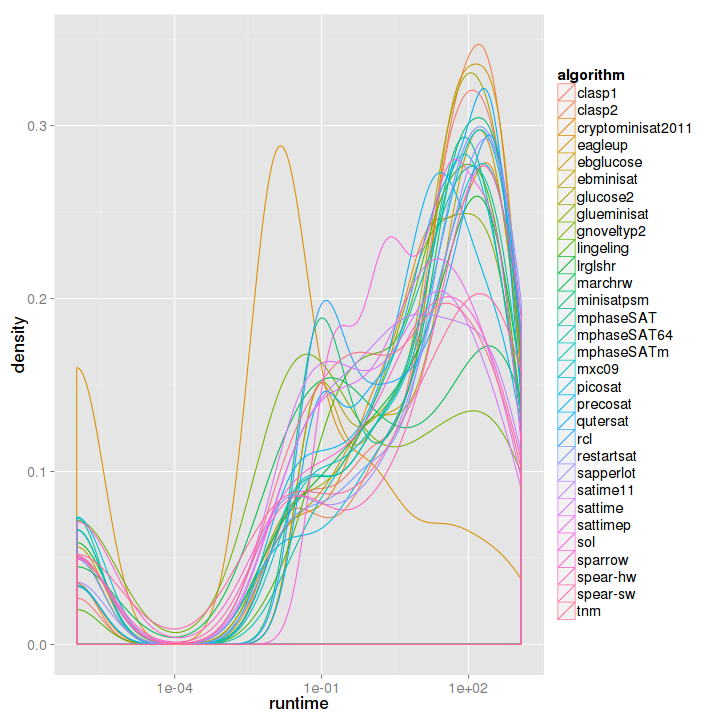 algorithm
clasp1
clasp2
cryptominisat2011
eagleup
ebglucose
ebminisat
glucose2
glueminisat
gnoveltyp2
lingeling
lrglshr
marchrw
minisatpsm
mphaseSAT
mphaseSAT64
mphaseSATm
mxc09
picosat
precosat
qutersat
rcl
restartsat
sapperlot
satime11
sattime
sattimep
sol
sparrow
spear-hw
spear-sw
tnm
density
0.3
0.2
0.1
0.0
1e-04
1e-01
1e+02
runtime